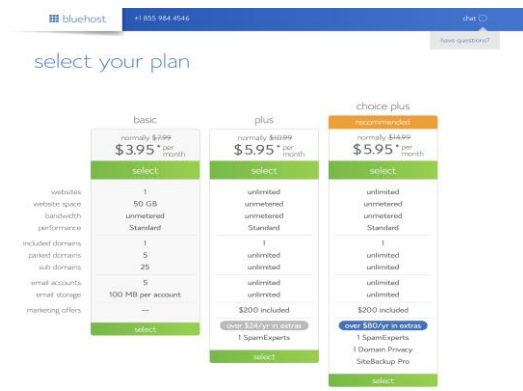 bluehost
+1 855 984 4546
chat
have questions?
select your plan
basic
plus
choice plus
recommended
normally $7.99
$3.95* per month
normally $10.99
$5.95* per month
normally $14.99
$5.95* per month
select
select
select
websites 1 unlimited unlimited
website space 50 GB unmetered unmetered
bandwidth unmetered unmetered unmetered
performance Standard Standard Standard
included domains 1 1 1
parked domains 5 unlimited unlimited
sub domains 25 unlimited unlimited
email accounts 5 unlimited unlimited
email storage 100 MB per account unlimited unlimited
marketing offers — $200 included $200 included
select
over $24/yr in extras
1 SpamExperts
select
over $80/yr in extras
1 SpamExperts
1 Domain Privacy
SiteBackup Pro
select